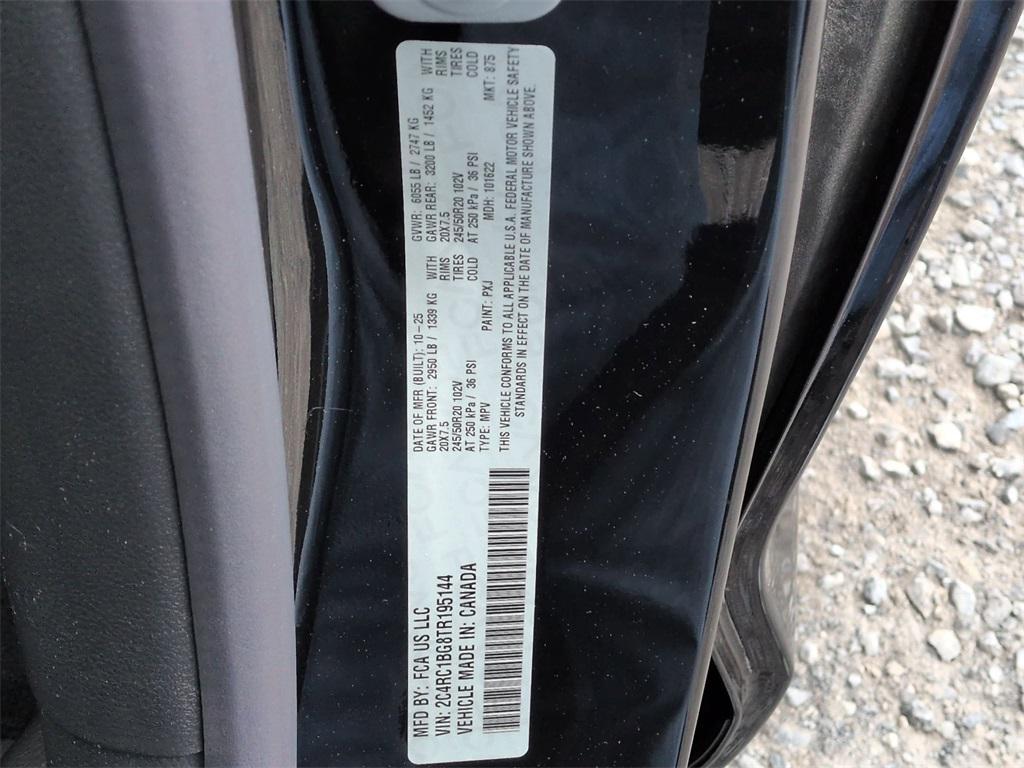 MFD BY: FCA US LLC
VIN: 2C4RC1BG8TR195144
VEHICLE MADE IN: CANADA
DATE OF MFR (BUILT): 10-25
GAWR FRONT: 2950 LB / 1339 KG WITH
20X7.5 RIMS
245/50R20 102V TIRES
AT 250 kPa / 36 PSI COLD
TYPE: MPV PAINT: PXJ
GVWR: 6055 LB / 2747 KG
GAWR REAR: 3200 LB / 1452 KG WITH
20X7.5 RIMS
245/50R20 102V TIRES
AT 250 kPa / 36 PSI COLD
MDH: 101622 MKT: 875
THIS VEHICLE CONFORMS TO ALL APPLICABLE U.S.A. FEDERAL MOTOR VEHICLE SAFETY
STANDARDS IN EFFECT ON THE DATE OF MANUFACTURE SHOWN ABOVE.